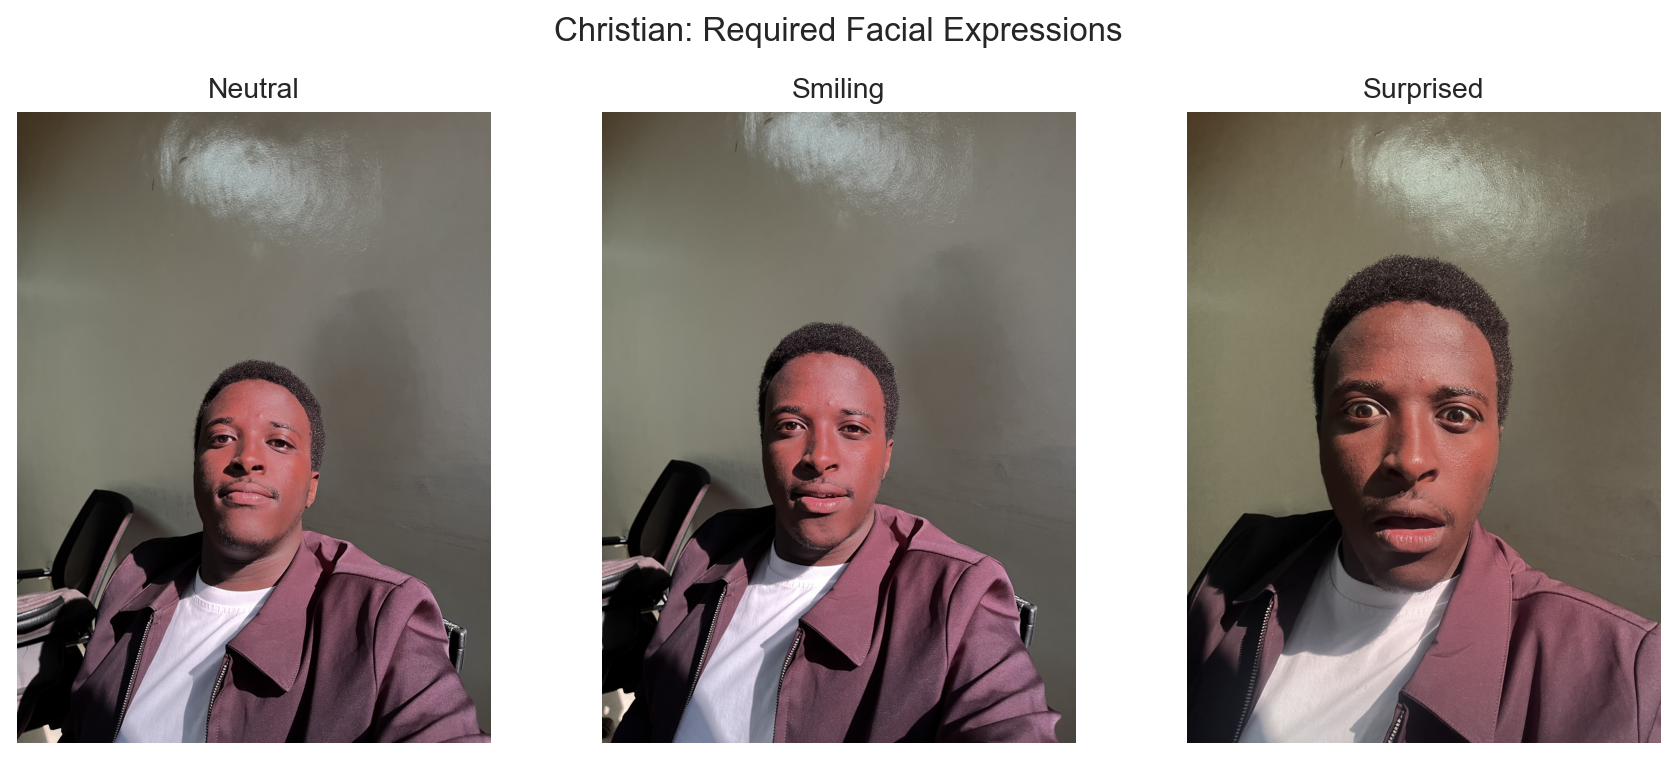 Christian: Required Facial Expressions
Neutral
Smiling
Surprised